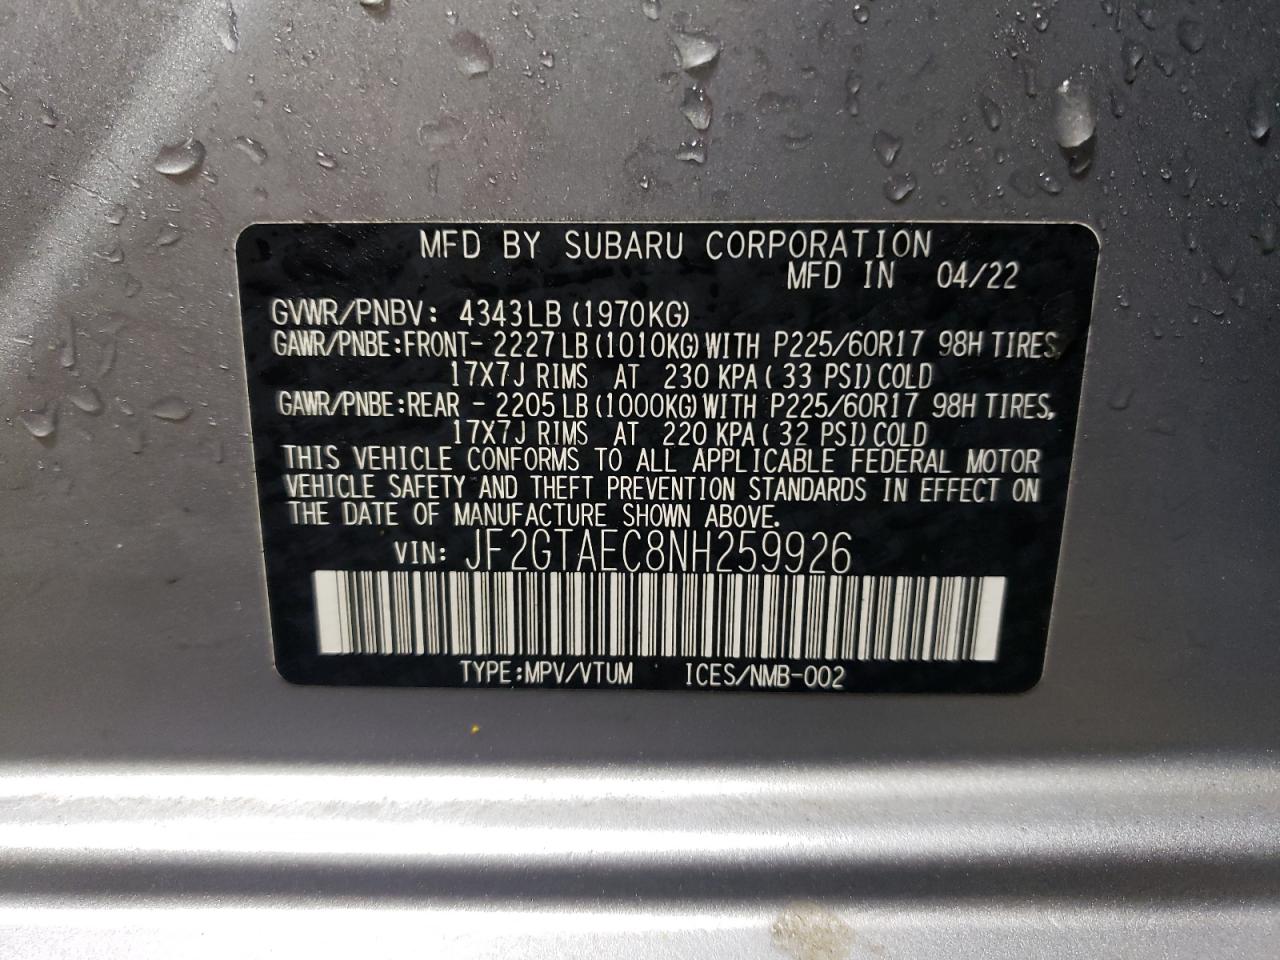 MFD BY SUBARU CORPORATION
MFD IN 04/22
GVWR/PNBV: 4343LB(1970KG)
GAWR/PNBE:FRONT- 2227LB(1010KG)WITH P225/60R17 98H TIRES,
17X7J RIMS AT 230 KPA( 33 PSI)COLD
GAWR/PNBE:REAR - 2205LB(1000KG)WITH P225/60R17 98H TIRES,
17X7J RIMS AT 220 KPA( 32 PSI)COLD
THIS VEHICLE CONFORMS TO ALL APPLICABLE FEDERAL MOTOR
VEHICLE SAFETY AND THEFT PREVENTION STANDARDS IN EFFECT ON
THE DATE OF MANUFACTURE SHOWN ABOVE.
VIN: JF2GTAEC8NH259926
TYPE:MPV/VTUM ICES/NMB-002